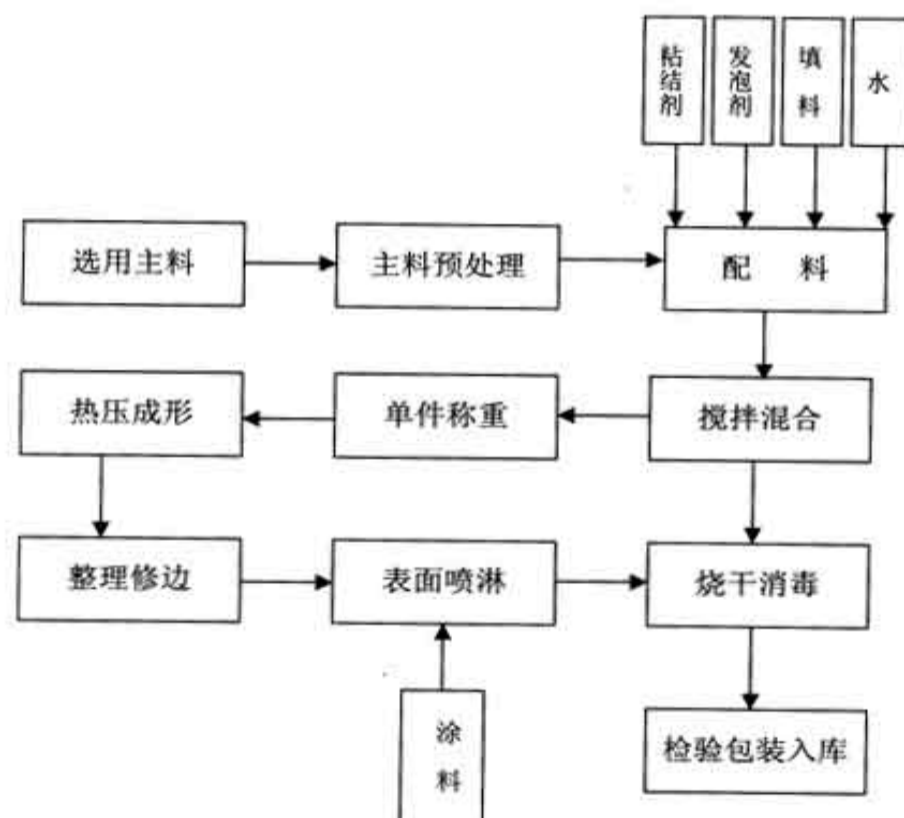 粘结剂
发泡剂
填料
水
选用主料
主料预处理
配料
热压成形
单件称重
搅拌混合
整理修边
表面喷淋
烧干消毒
涂料
检验包装入库